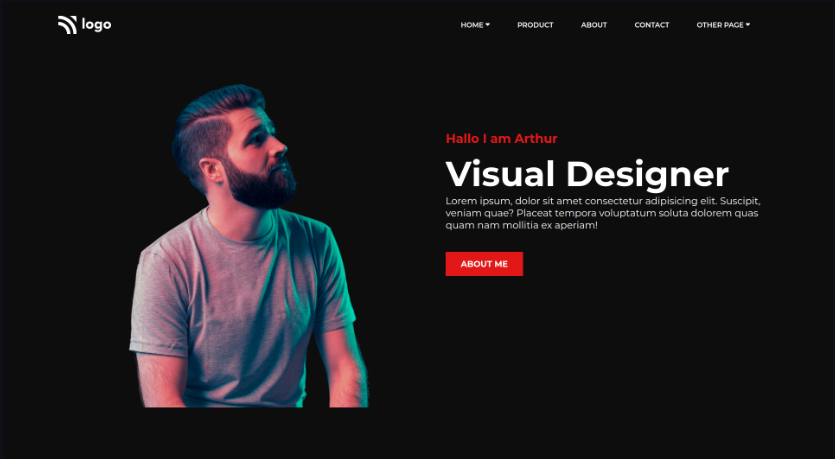 logo
HOME
PRODUCT
ABOUT
CONTACT
OTHER PAGE
Hallo I am Arthur
Visual Designer
Lorem ipsum, dolor sit amet consectetur adipisicing elit. Suscipit,
veniam quae? Placeat tempora voluptatum soluta dolorem quas
quam nam mollitia ex aperiam!
ABOUT ME